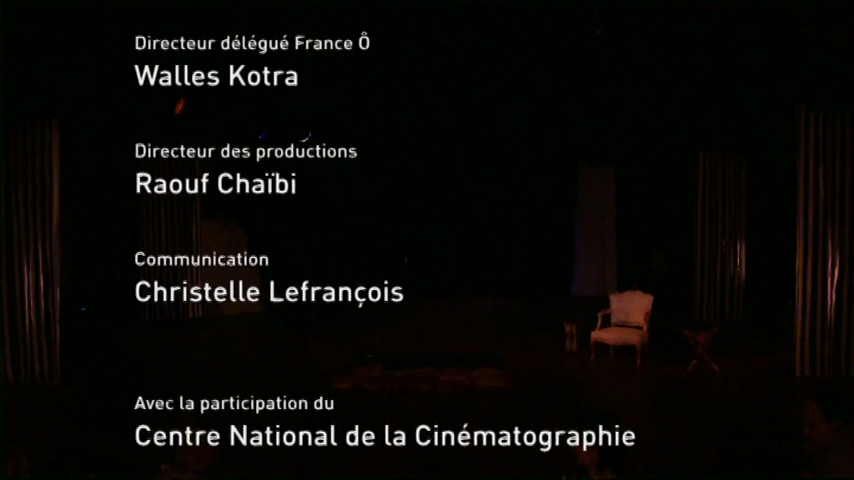 Directeur délégué France Ô
Walles Kotra
Directeur des productions
Raouf Chaïbi
Communication
Christelle Lefrançois
Avec la participation du
Centre National de la Cinématographie